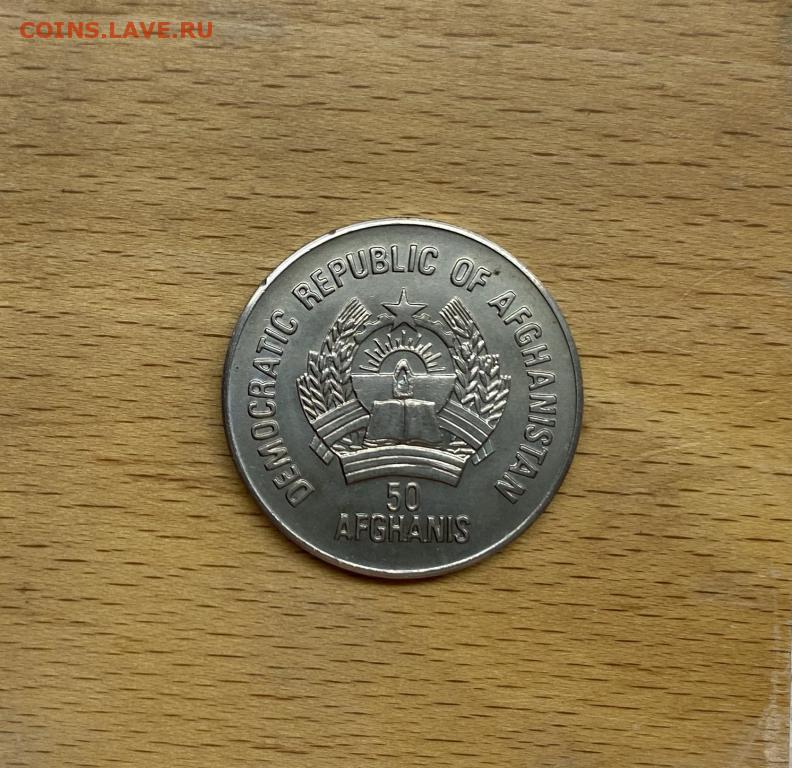 COINS.LAVE.RU
DEMOCRATIC REPUBLIC OF AFGHANISTAN
50
AFGHANIS